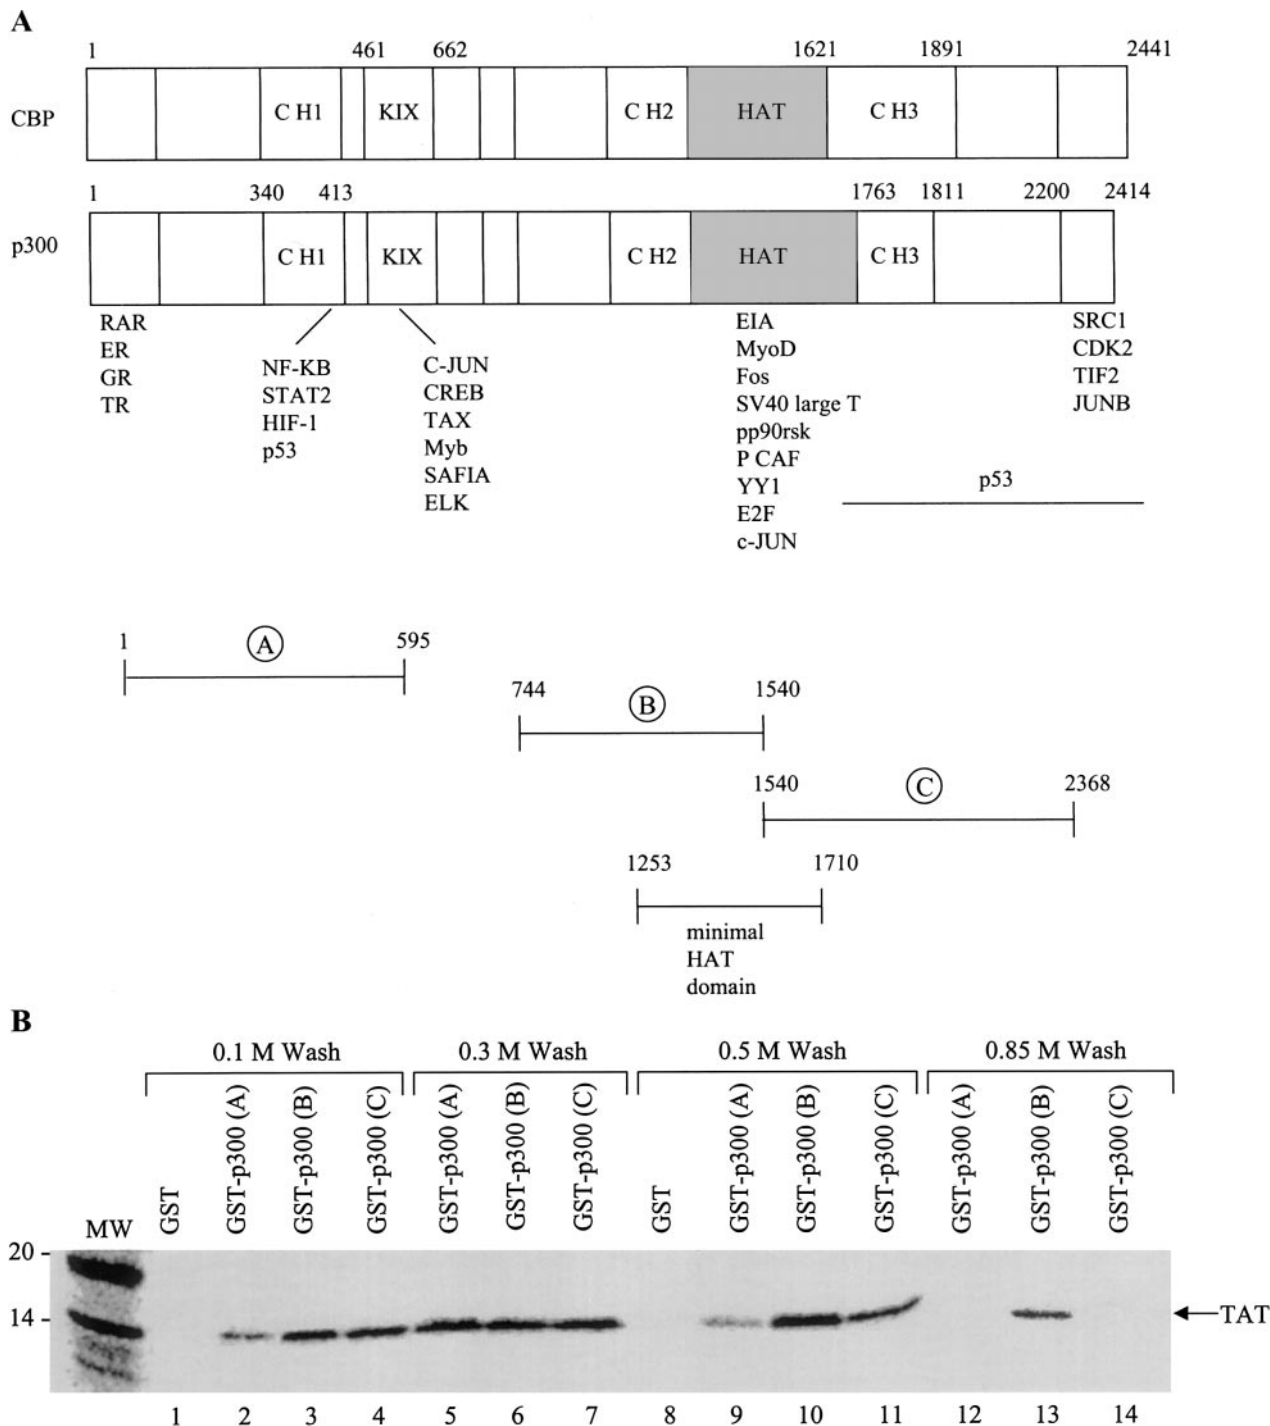 A
1 461 662 1621 1891 2441
CBP C H1 KIX C H2 HAT C H3
1 340 413 1763 1811 2200 2414
p300 C H1 KIX C H2 HAT C H3
RAR
ER
GR
TR
NF-KB
STAT2
HIF-1
p53
C-JUN
CREB
TAX
Myb
SAFIA
ELK
EIA
MyoD
Fos
SV40 large T
pp90rsk
P CAF
YY1
E2F
c-JUN
SRC1
CDK2
TIF2
JUNB
p53
1 A 595
744 B 1540
1540 C 2368
1253 1710
minimal
HAT
domain
B
0.1 M Wash 0.3 M Wash 0.5 M Wash 0.85 M Wash
MW
GST
GST-p300 (A)
GST-p300 (B)
GST-p300 (C)
GST-p300 (A)
GST-p300 (B)
GST-p300 (C)
GST
GST-p300 (A)
GST-p300 (B)
GST-p300 (C)
GST-p300 (A)
GST-p300 (B)
GST-p300 (C)
20 -
14 -
TAT
1 2 3 4 5 6 7 8 9 10 11 12 13 14